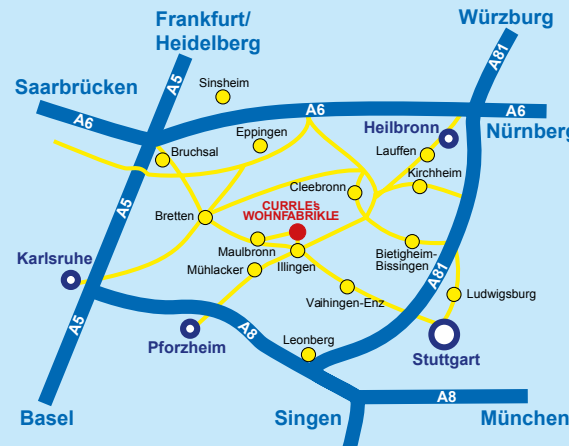 Frankfurt/
Heidelberg
Würzburg
A81
A5
Saarbrücken
Sinsheim
A6
A6
A6
Nürnberg
Eppingen
Heilbronn
Lauffen
Bruchsal
Kirchheim
Cleebronn
A5
CURRLE's
WOHNFABRIKLE
Bretten
Maulbronn
Karlsruhe
Mühlacker
Illingen
Bietigheim-
Bissingen
A81
Vaihingen-Enz
Ludwigsburg
A5
A8
Pforzheim
Leonberg
Stuttgart
A8
Basel
Singen
München